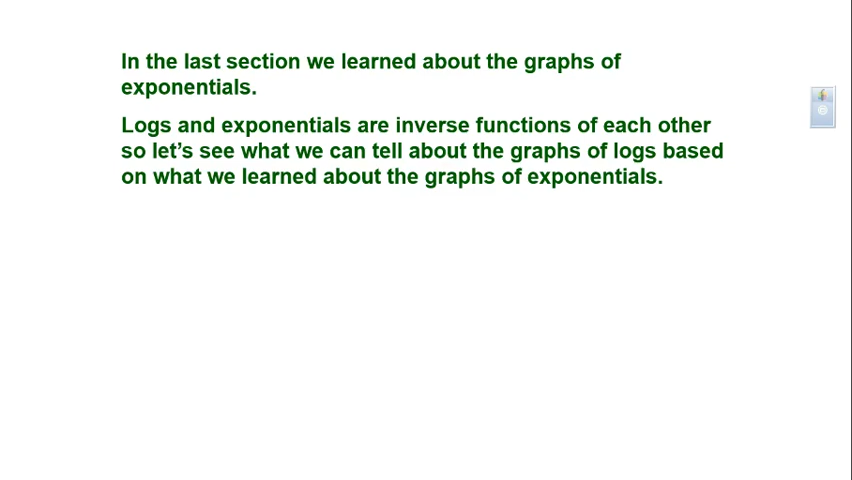 In the last section we learned about the graphs of
exponentials.
Logs and exponentials are inverse functions of each other
so let’s see what we can tell about the graphs of logs based
on what we learned about the graphs of exponentials.